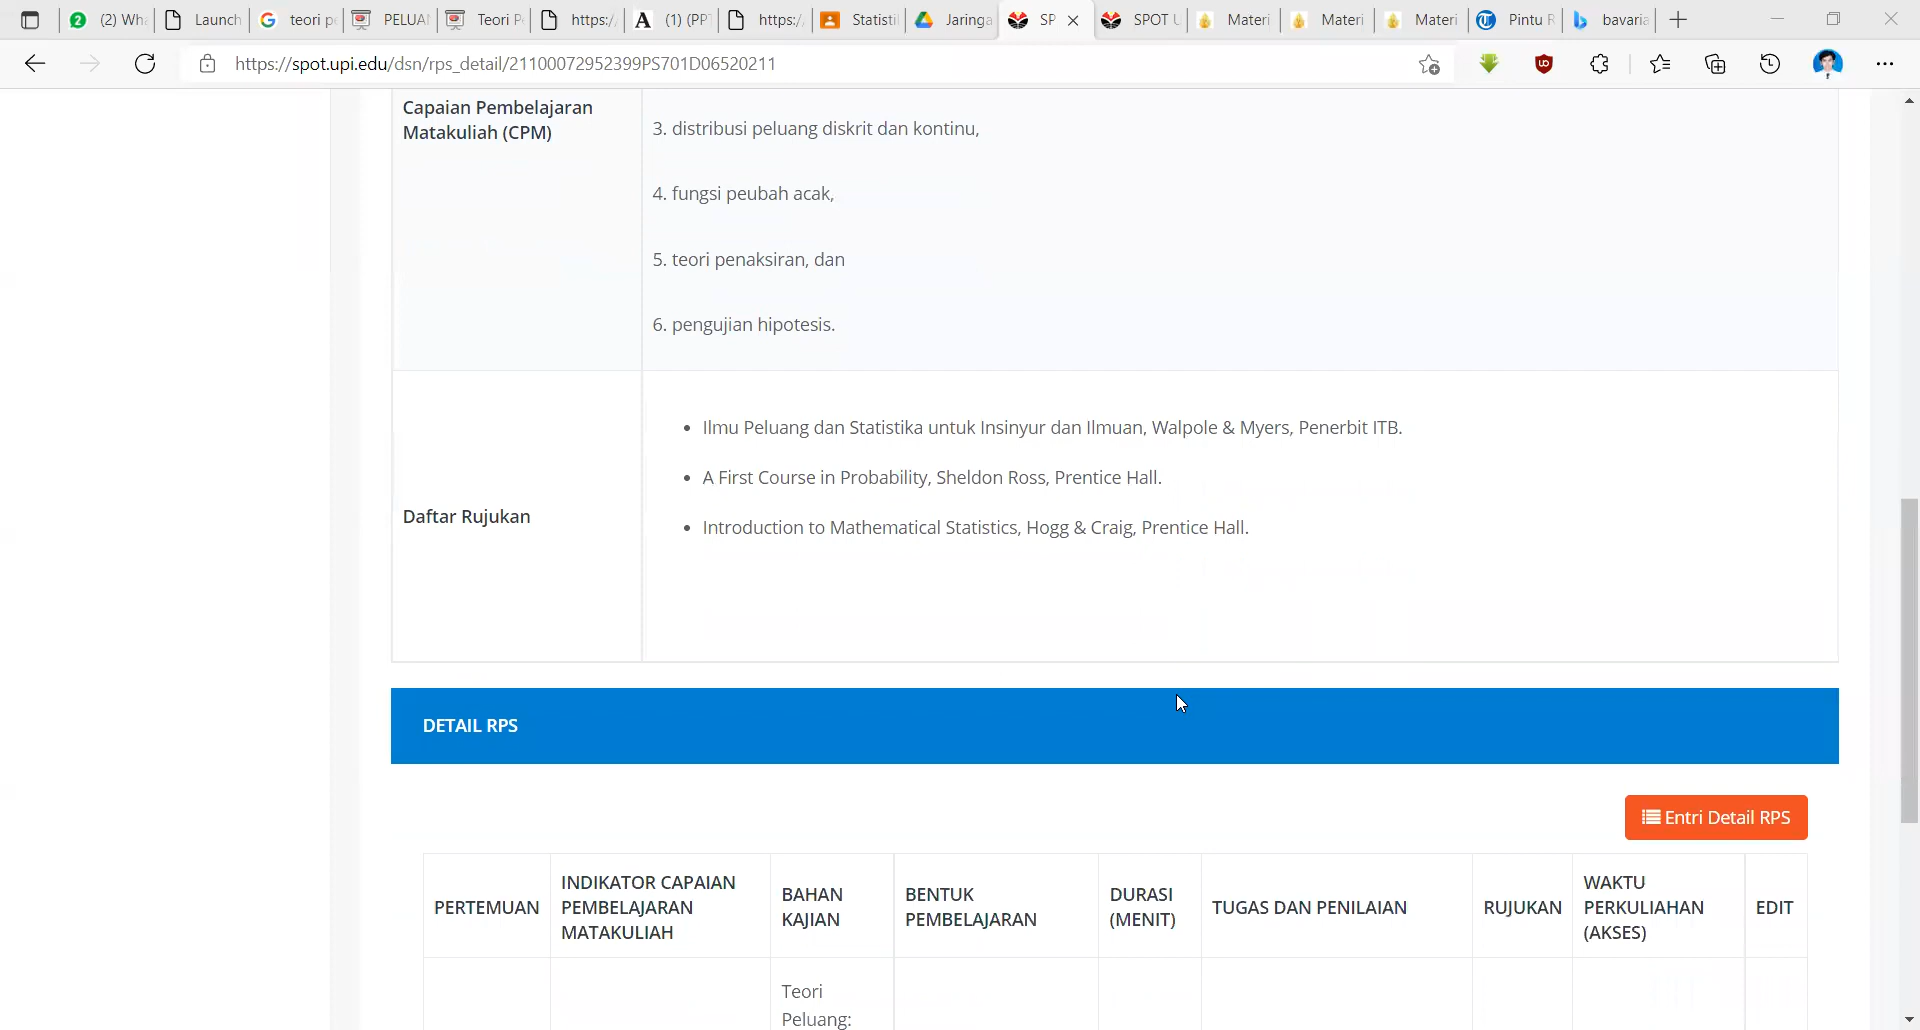 (2) Wha
Launch
teori p
PELUA
Teori P
https:/
(1) (PP
https:/
Statisti
Jaringa
SP
SPOT U
Materi
Materi
Materi
Pintu R
bavaria
https://spot.upi.edu/dsn/rps_detail/21100072952399PS701D06520211
Capaian Pembelajaran
Matakuliah (CPM)
3. distribusi peluang diskrit dan kontinu,
4. fungsi peubah acak,
5. teori penaksiran, dan
6. pengujian hipotesis.
Daftar Rujukan
• Ilmu Peluang dan Statistika untuk Insinyur dan Ilmuan, Walpole & Myers, Penerbit ITB.
• A First Course in Probability, Sheldon Ross, Prentice Hall.
• Introduction to Mathematical Statistics, Hogg & Craig, Prentice Hall.
DETAIL RPS
Entri Detail RPS
PERTEMUAN
INDIKATOR CAPAIAN
PEMBELAJARAN
MATAKULIAH
BAHAN
KAJIAN
BENTUK
PEMBELAJARAN
DURASI
(MENIT)
TUGAS DAN PENILAIAN
RUJUKAN
WAKTU
PERKULIAHAN
(AKSES)
EDIT
Teori
Peluang: